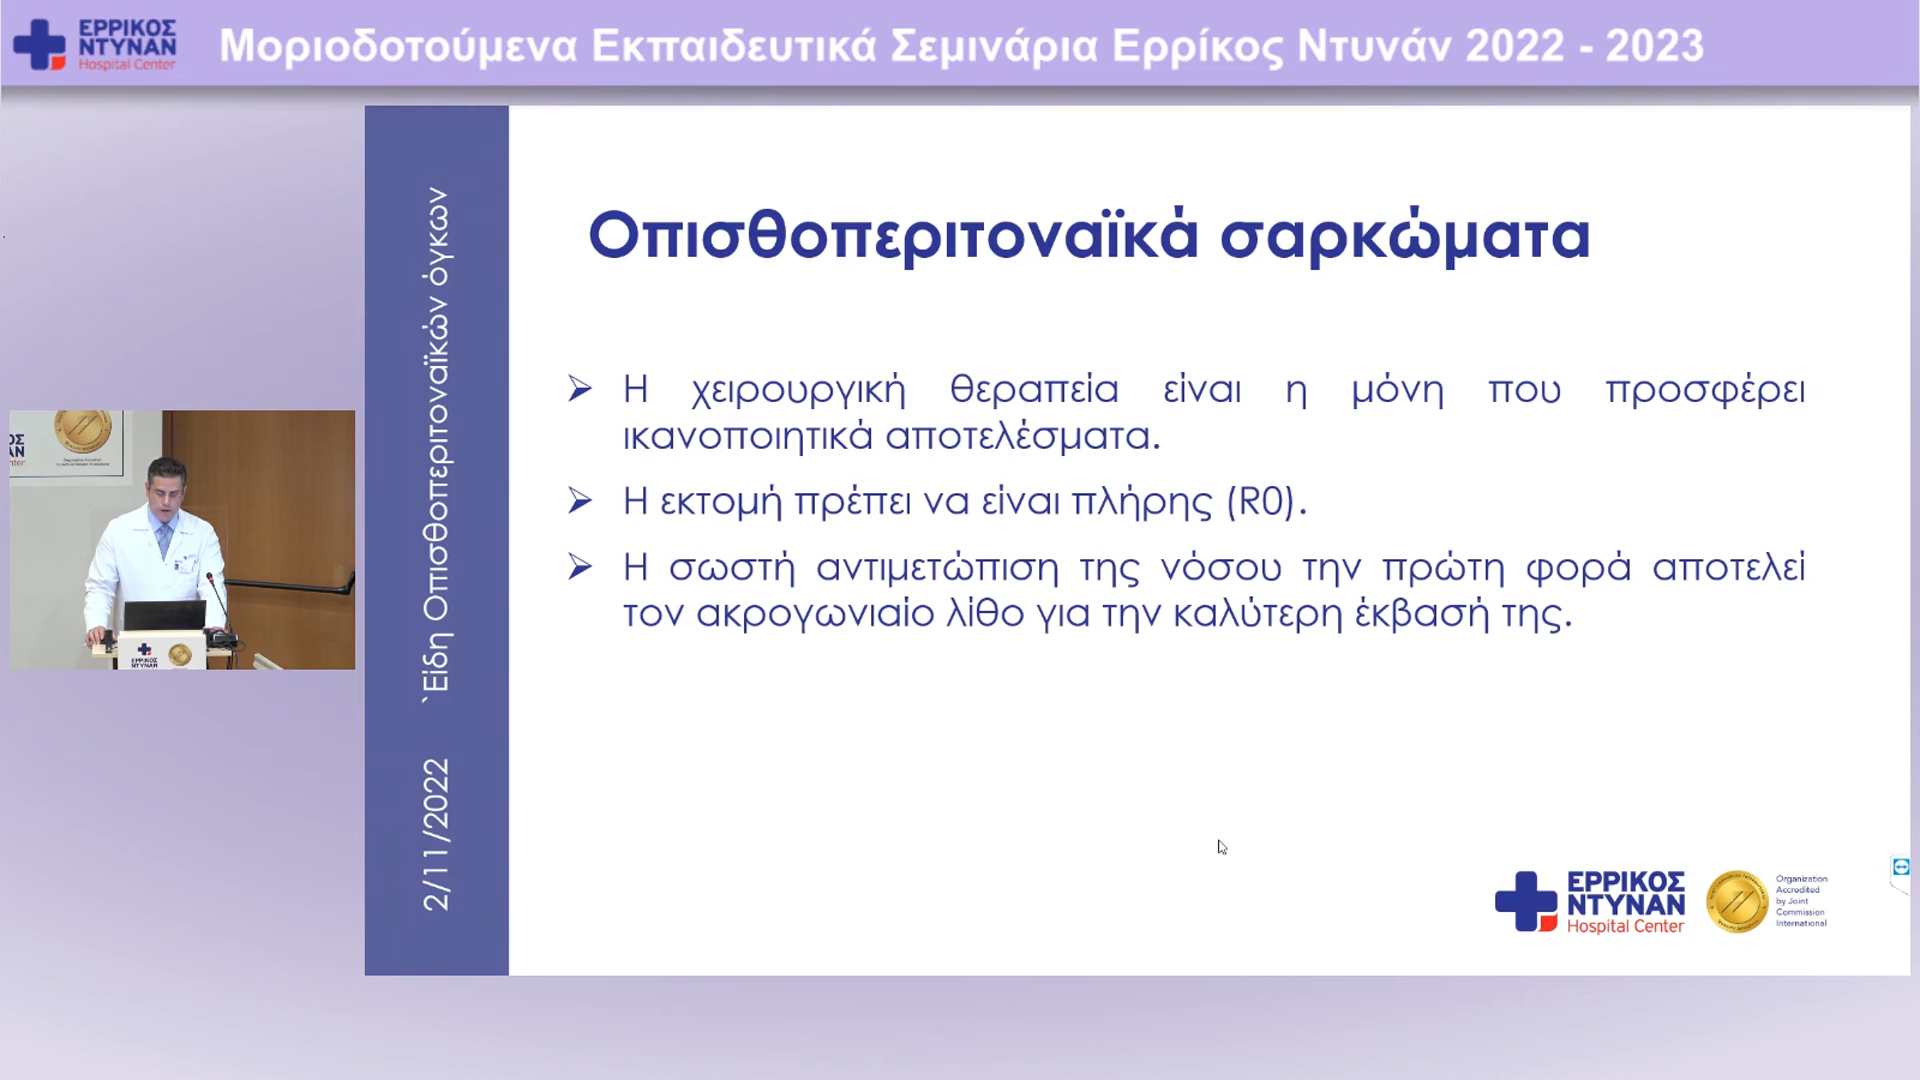 ΕΡΡΙΚΟΣ
ΝΤΥΝΑΝ
Hospital Center
Μοριοδοτούμενα Εκπαιδευτικά Σεμινάρια Ερρίκος Ντυνάν 2022 - 2023
2/11/2022 `Είδη Οπισθοπεριτοναϊκών όγκων
Οπισθοπεριτοναϊκά σαρκώματα
Η χειρουργική θεραπεία είναι η μόνη που προσφέρει
ικανοποιητικά αποτελέσματα.
Η εκτομή πρέπει να είναι πλήρης (R0).
Η σωστή αντιμετώπιση της νόσου την πρώτη φορά αποτελεί
τον ακρογωνιαίο λίθο για την καλύτερη έκβασή της.
ΕΡΡΙΚΟΣ
ΝΤΥΝΑΝ
ΕΡΡΙΚΟΣ
ΝΤΥΝΑΝ
Hospital Center
Organization
Accredited
by Joint
Commission
International